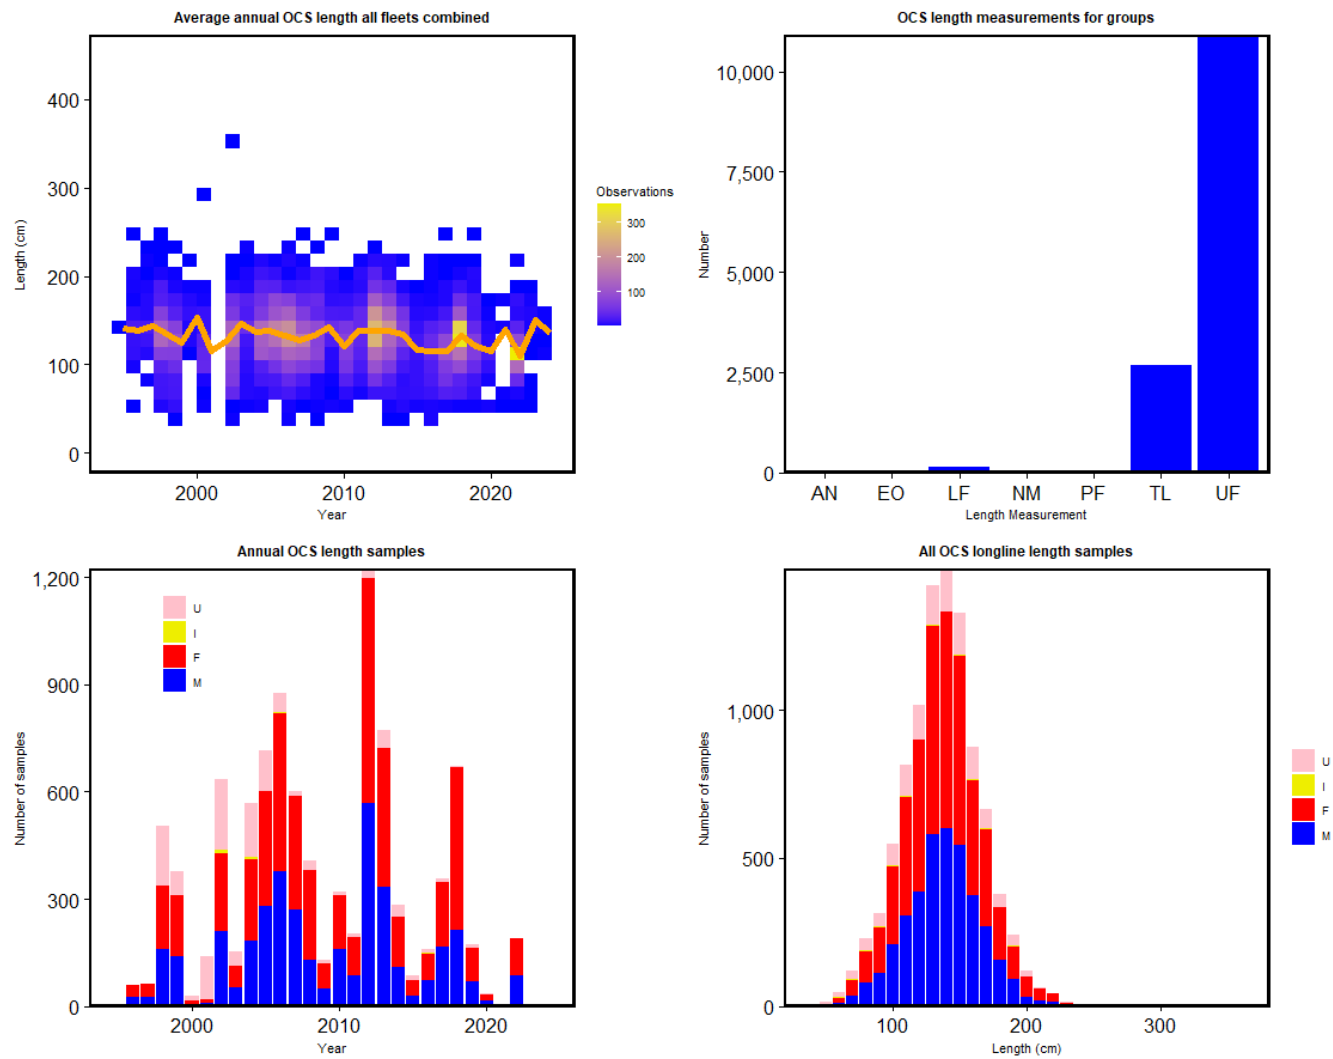 Average annual OCS length all fleets combined
400
300
200
100
0
Length (cm)
2000
2010
2020
Year
Observations
300
200
100
OCS length measurements for groups
10,000
7,500
5,000
2,500
0
Number
AN
EO
LF
NM
PF
TL
UF
Length Measurement
Annual OCS length samples
1,200
900
600
300
0
Number of samples
U
I
F
M
2000
2010
2020
Year
All OCS longline length samples
1,000
500
0
Number of samples
100
200
300
Length (cm)
U
I
F
M